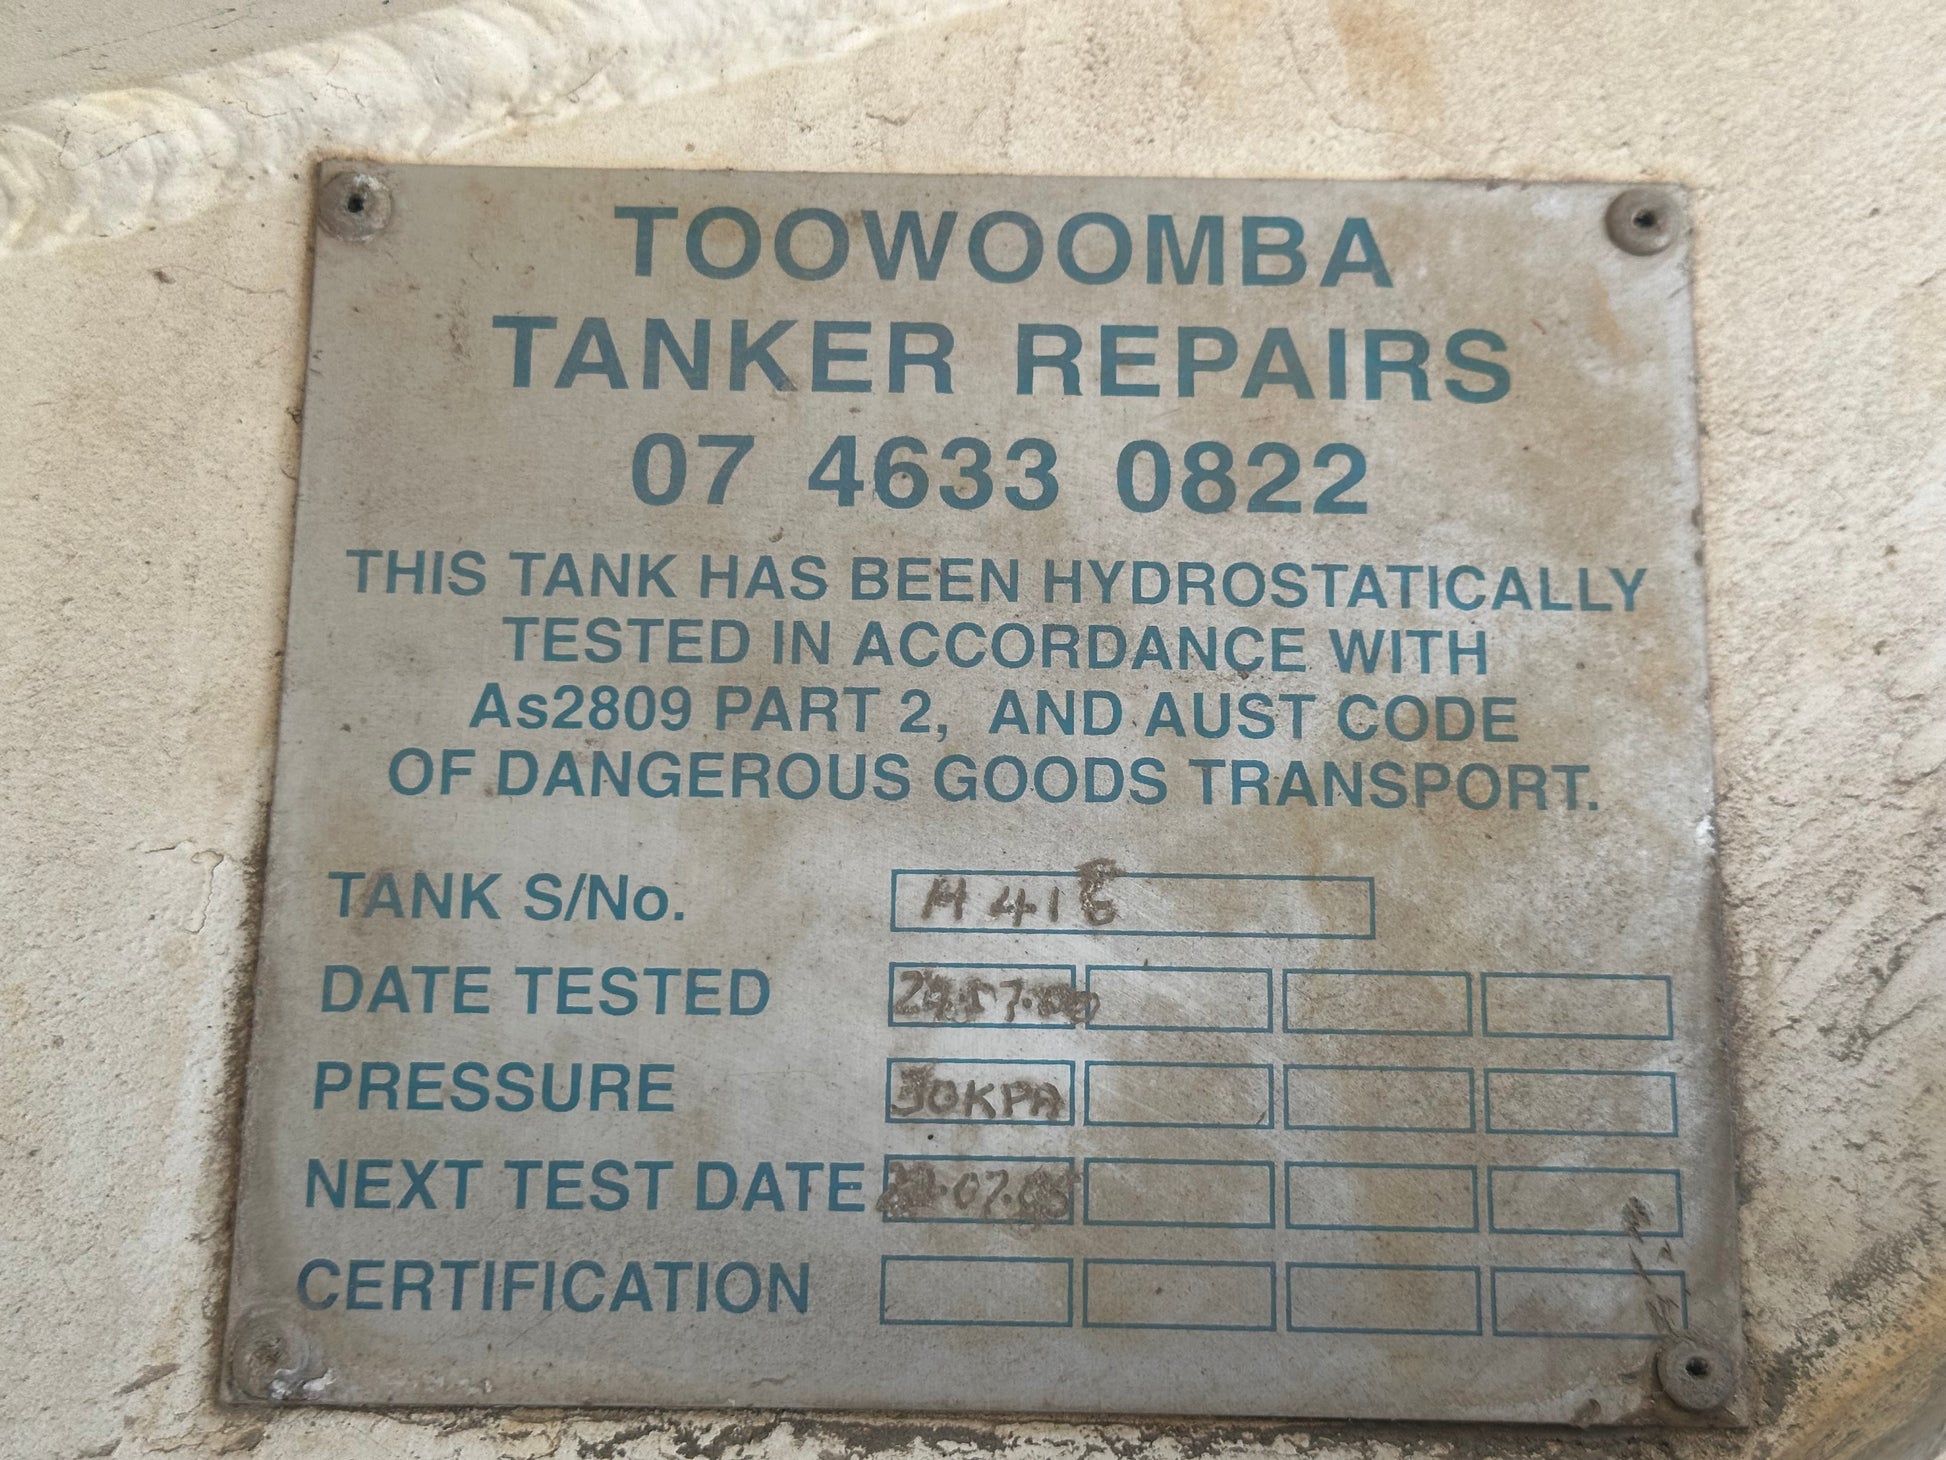 TOOWOOMBA
TANKER REPAIRS
07 4633 0822
THIS TANK HAS BEEN HYDROSTATICALLY
TESTED IN ACCORDANCE WITH
As2809 PART 2, AND AUST CODE
OF DANGEROUS GOODS TRANSPORT.
TANK S/No.
DATE TESTED
PRESSURE 30KPA
NEXT TEST DATE
CERTIFICATION